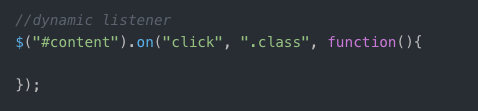 //dynamic listener
$("#content").on("click", ".class", function(){
});